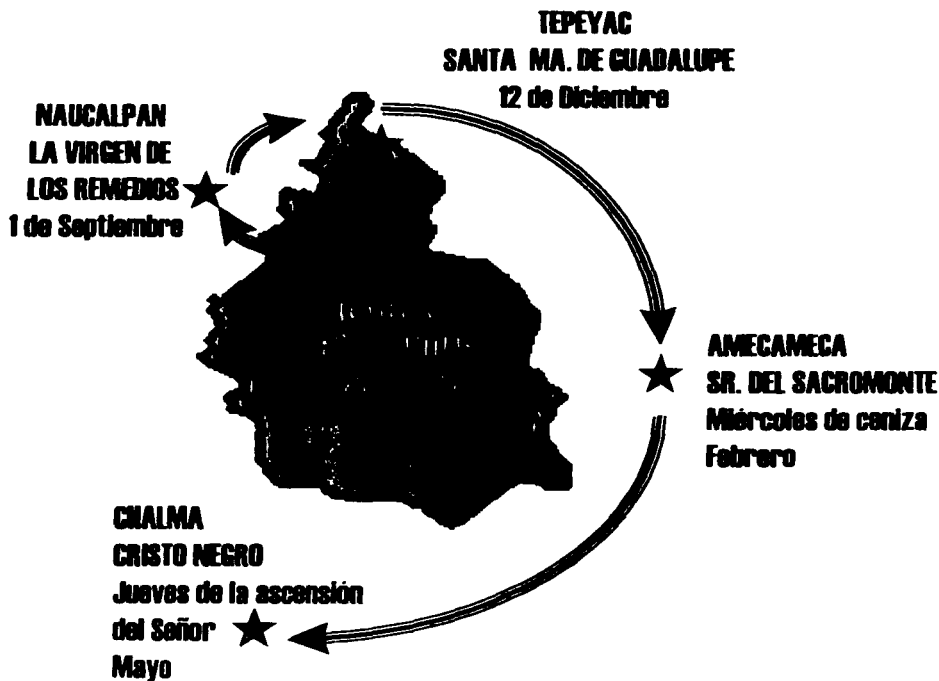 TEPEYAC
SANTA MA. DE GUADALUPE
12 de Diciembre
NAUCALPAN
LA VIRGEN DE
LOS REMEDIOS
1 de Septiembre
AMECAMECA
SR. DEL SACROMONTE
Miércoles de ceniza
Febrero
CHALMA
CRISTO NEGRO
Jueves de la ascensión
del Señor
Mayo